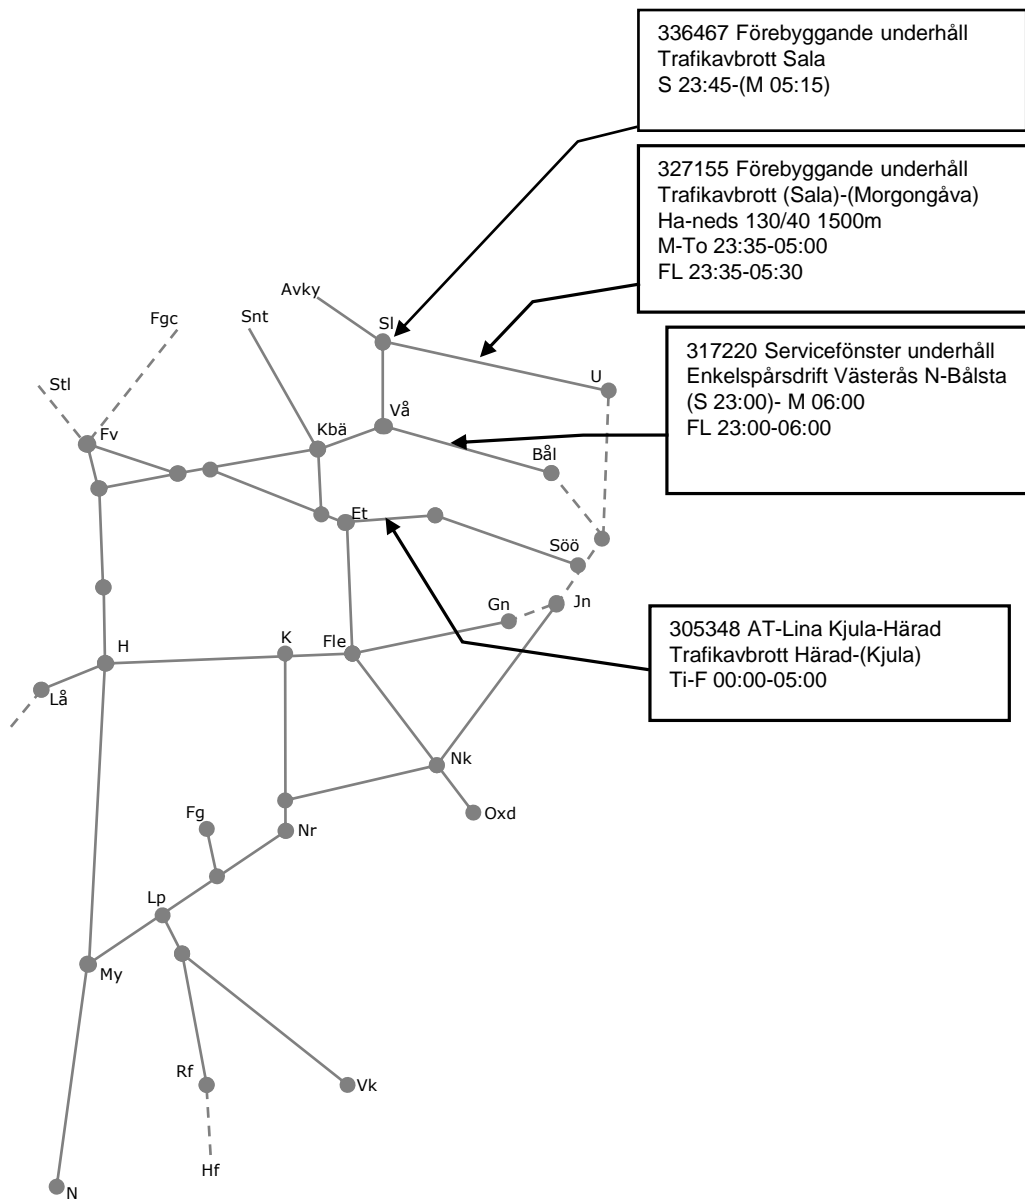 336467 Förebyggande underhåll
Trafikavbrott Sala
S 23:45-(M 05:15)
327155 Förebyggande underhåll
Trafikavbrott (Sala)-(Morgongåva)
Ha-neds 130/40 1500m
M-To 23:35-05:00
FL 23:35-05:30
317220 Servicefönster underhåll
Enkelspårsdrift Västerås N-Bålsta
(S 23:00)- M 06:00
FL 23:00-06:00
305348 AT-Lina Kjula-Härad
Trafikavbrott Härad-(Kjula)
Ti-F 00:00-05:00
Avky
Fgc
Snt
Sl
Stl
U
Vå
Fv
Kbä
Bål
Et
Söö
Gn
Jn
H
K
Fle
Lå
Nk
Fg
Nr
Oxd
Lp
My
Rf
Vk
Hf
N